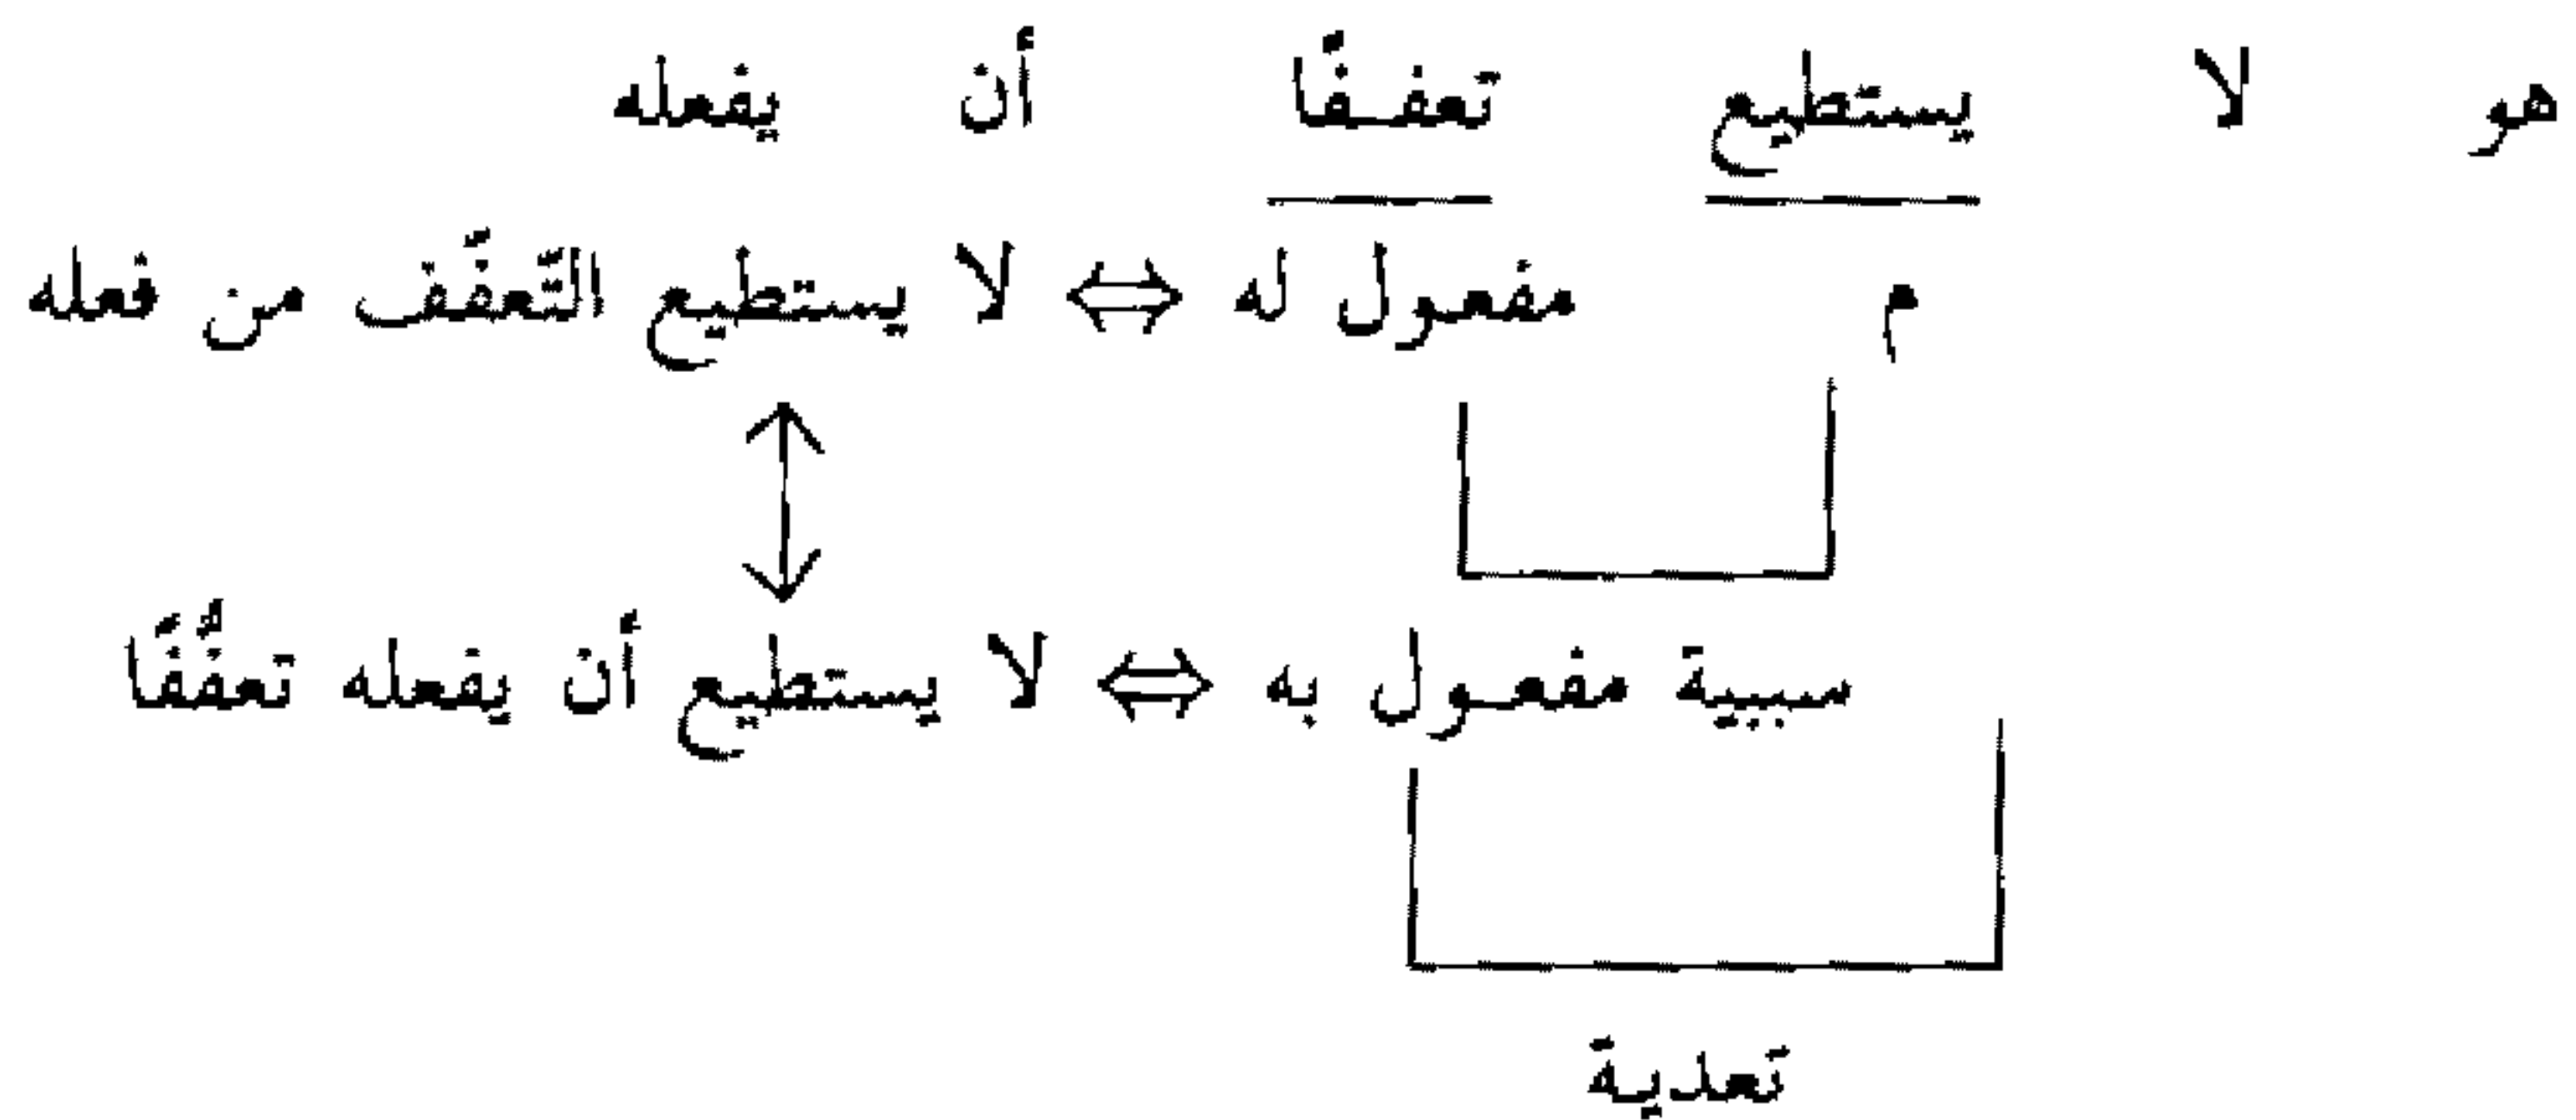 هو لا يستطيع تعففًا أن يفعله
م مفعول له ⇔ لا يستطيع التّعفّف من فعله
سببية مفعول به ⇔ لا يستطيع أن يفعله تعفُّفًا
تعدية